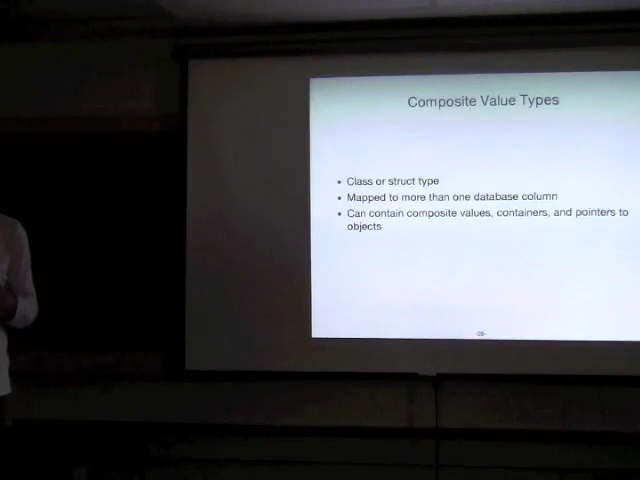 Composite Value Types
• Class or struct type
• Mapped to more than one database column
• Can contain composite values, containers, and pointers to
objects